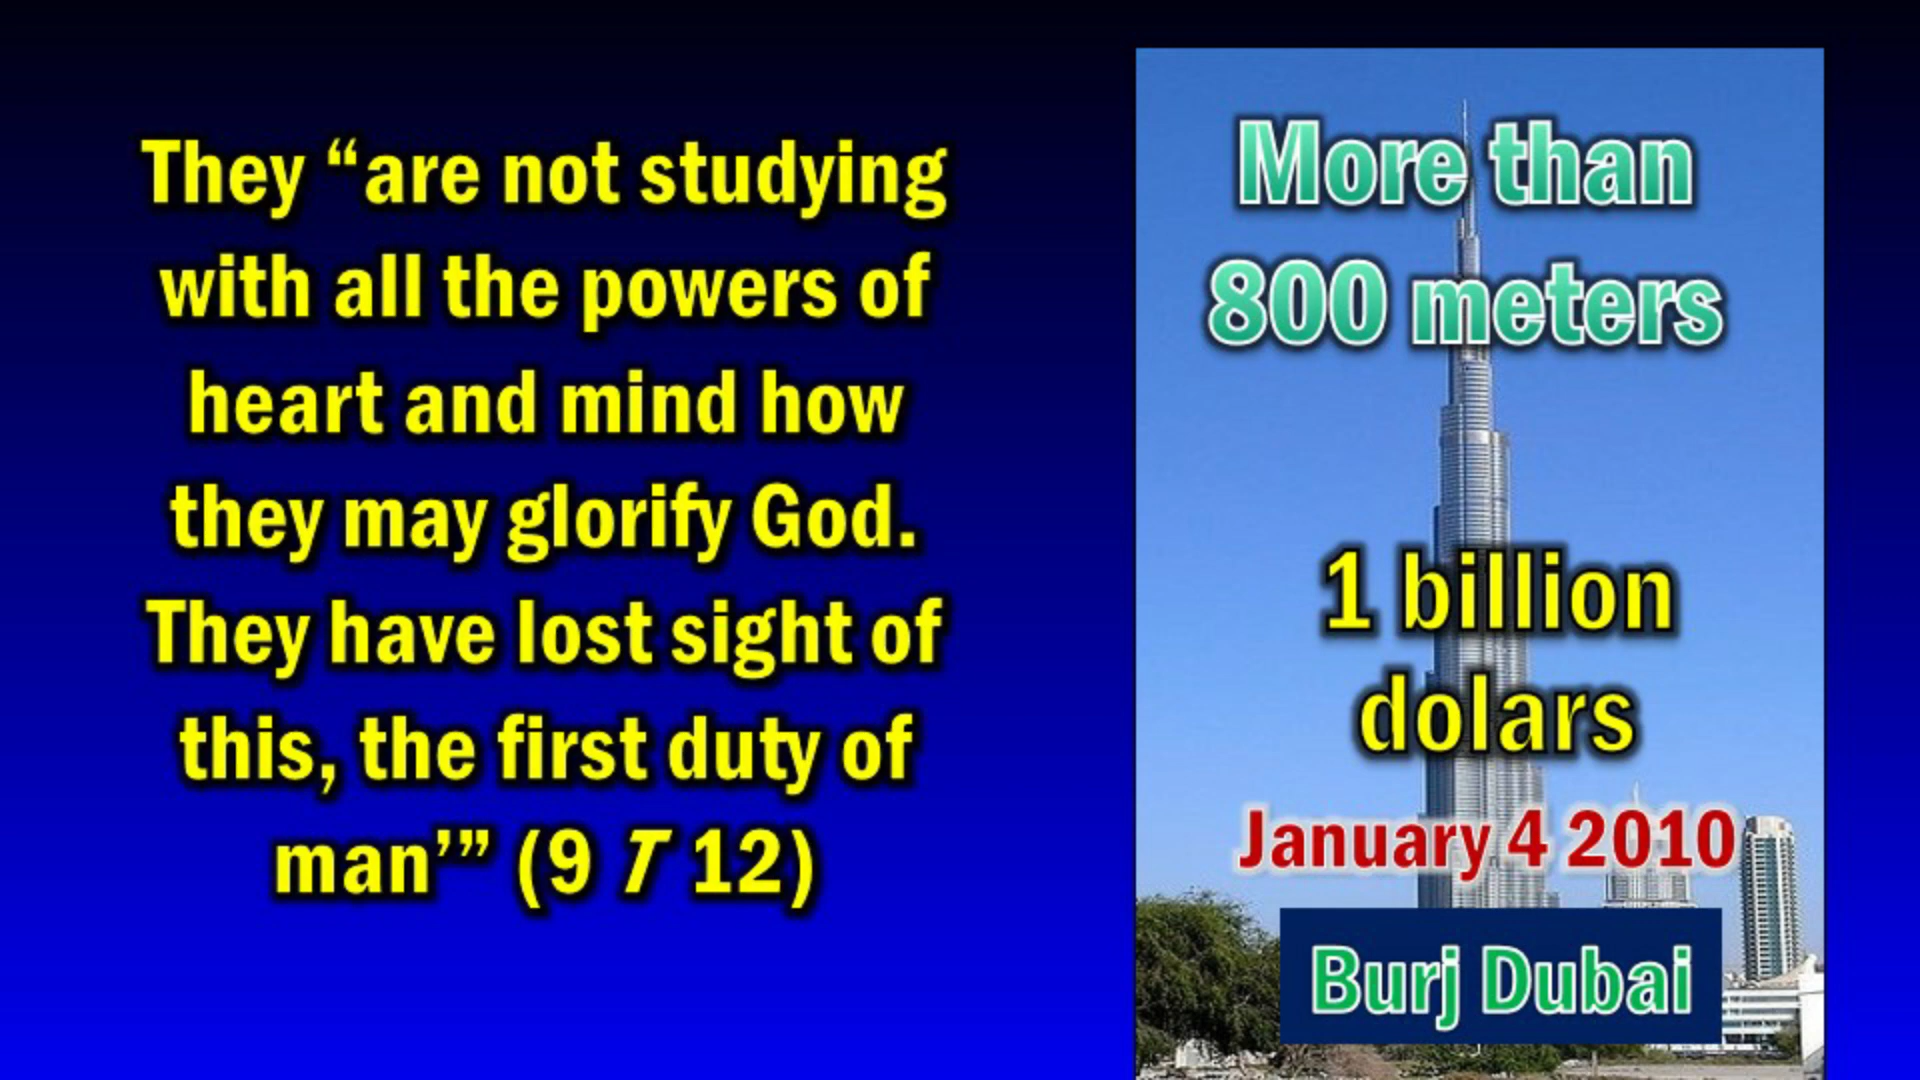 They “are not studying
with all the powers of
heart and mind how
they may glorify God.
They have lost sight of
this, the first duty of
man’” (9 T 12)
More than
800 meters
1 billion
dolars
January 4 2010
Burj Dubai